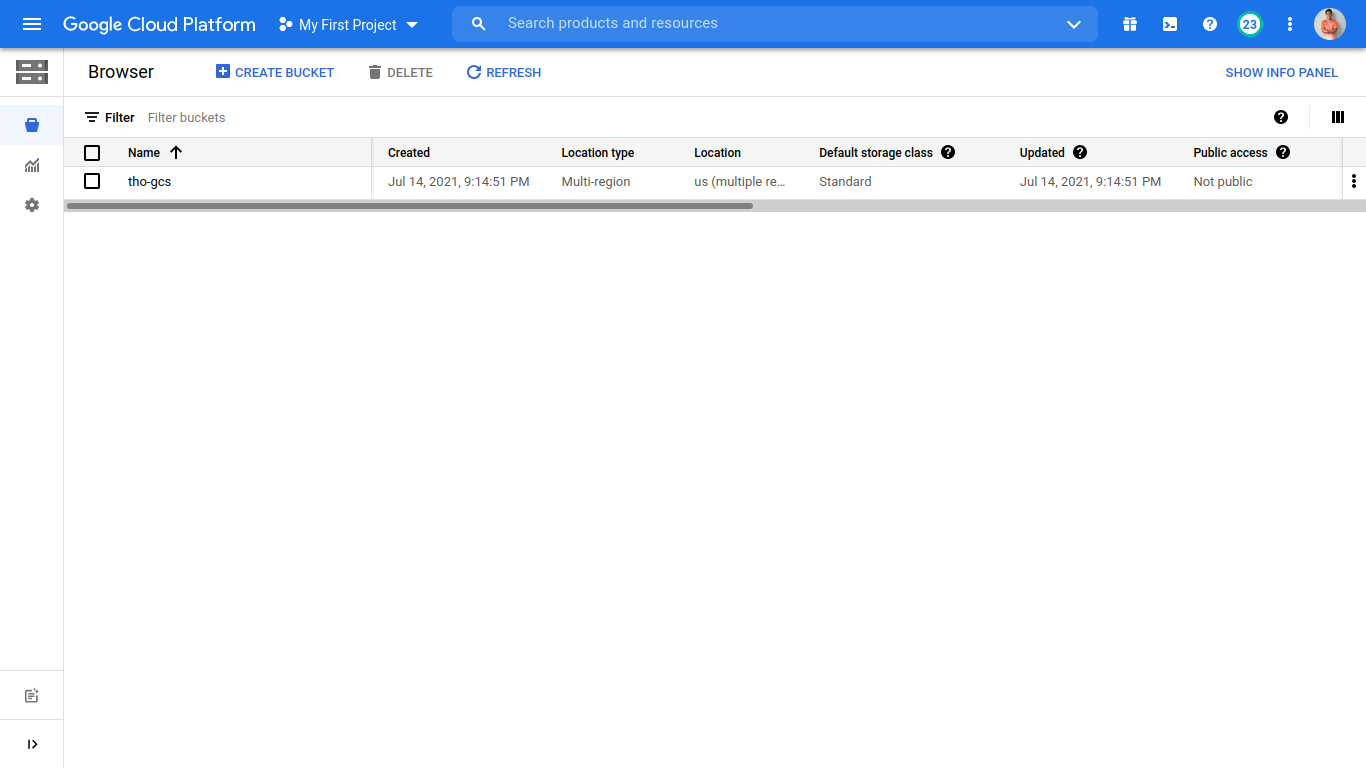 Google Cloud Platform My First Project Search products and resources 23
Browser CREATE BUCKET DELETE REFRESH SHOW INFO PANEL
Filter Filter buckets
Name Created Location type Location Default storage class Updated Public access
tho-gcs Jul 14, 2021, 9:14:51 PM Multi-region us (multiple re... Standard Jul 14, 2021, 9:14:51 PM Not public